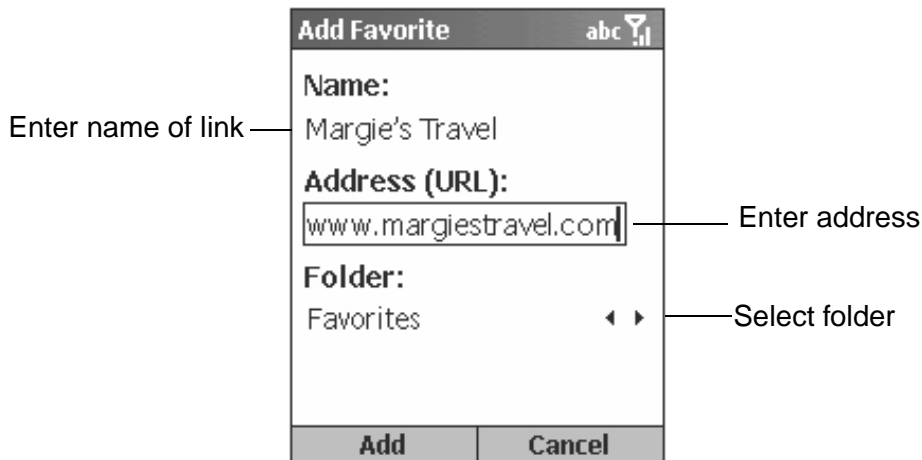 Add Favorite abc
Name:
Enter name of link
Margie's Travel
Address (URL):
www.margiestravel.com
Enter address
Folder:
Favorites
Select folder
Add Cancel